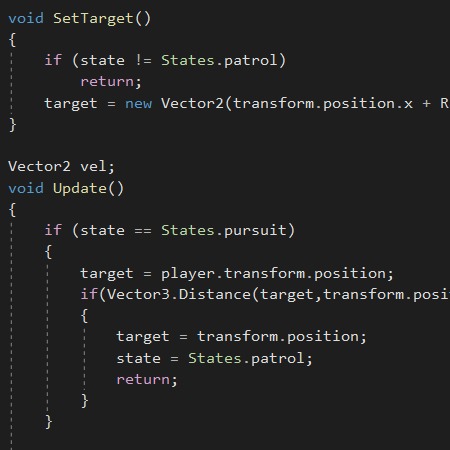 void SetTarget()
{
if (state != States.patrol)
return;
target = new Vector2(transform.position.x + R
}
Vector2 vel;
void Update()
{
if (state == States.pursuit)
{
target = player.transform.position;
if(Vector3.Distance(target,transform.posi
{
target = transform.position;
state = States.patrol;
return;
}
}